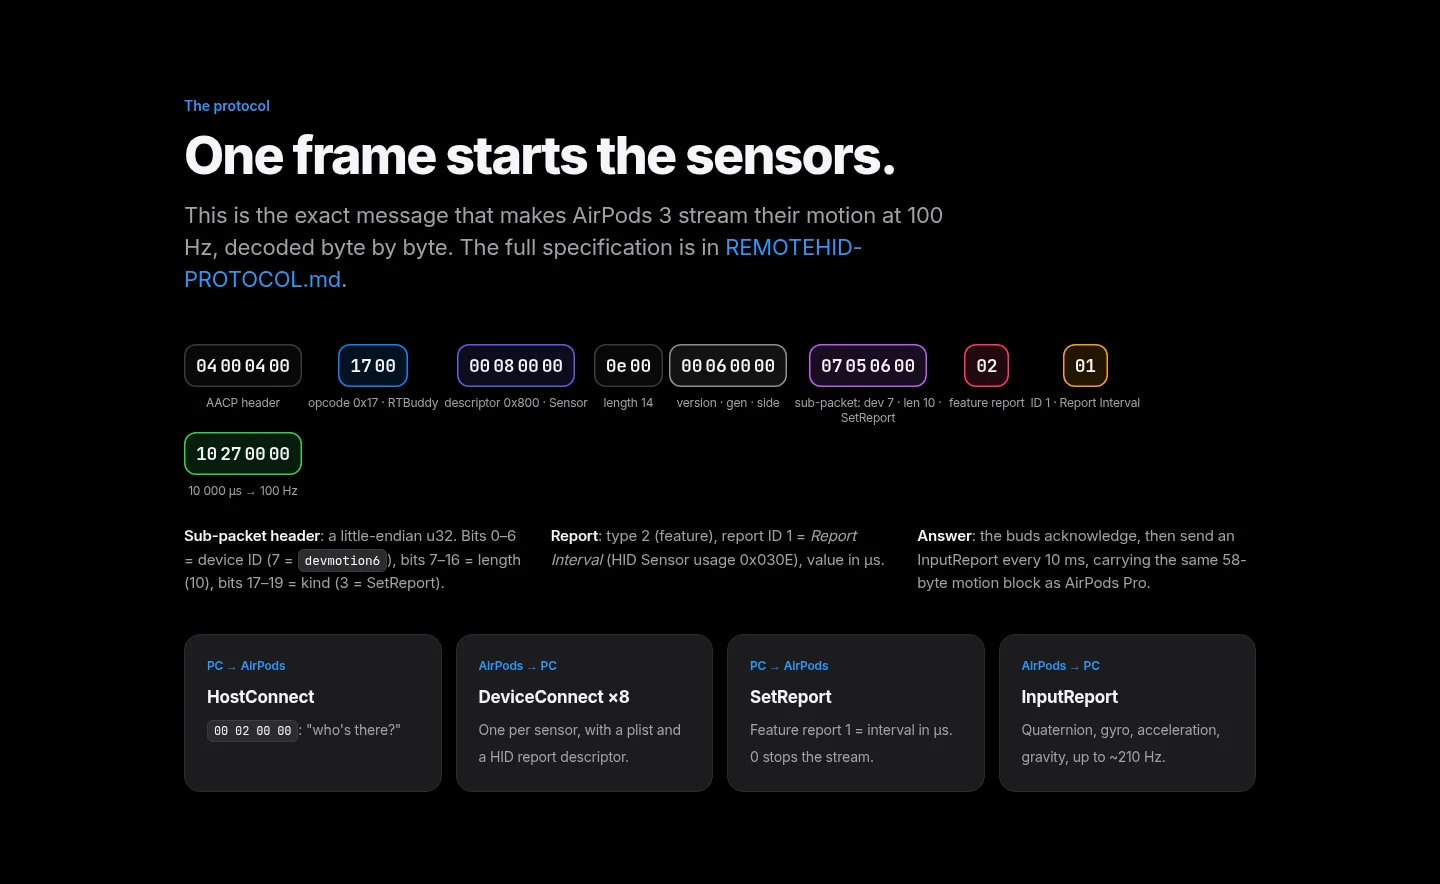 The protocol
One frame starts the sensors.
This is the exact message that makes AirPods 3 stream their motion at 100
Hz, decoded byte by byte. The full specification is in REMOTEHID-
PROTOCOL.md.
04 00 04 00
AACP header
17 00
opcode 0x17 · RTBuddy
00 08 00 00
descriptor 0x800 · Sensor
0e 00
length 14
00 06 00 00
version · gen · side
07 05 06 00
sub-packet: dev 7 · len 10 ·
SetReport
02
feature report
01
ID 1 · Report Interval
10 27 00 00
10 000 µs → 100 Hz
Sub-packet header: a little-endian u32. Bits 0–6
= device ID (7 = devmotion6), bits 7–16 = length
(10), bits 17–19 = kind (3 = SetReport).
Report: type 2 (feature), report ID 1 = Report
Interval (HID Sensor usage 0x030E), value in µs.
Answer: the buds acknowledge, then send an
InputReport every 10 ms, carrying the same 58-
byte motion block as AirPods Pro.
PC → AirPods
HostConnect
00 02 00 00: "who's there?"
AirPods → PC
DeviceConnect ×8
One per sensor, with a plist and
a HID report descriptor.
PC → AirPods
SetReport
Feature report 1 = interval in µs.
0 stops the stream.
AirPods → PC
InputReport
Quaternion, gyro, acceleration,
gravity, up to ~210 Hz.